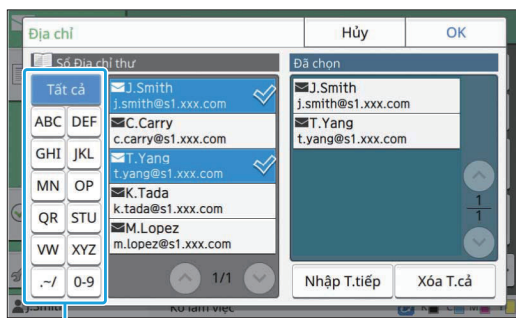 Địa chỉ
Hủy
OK
Sổ Địa chỉ thư
Đã chọn
Tất cả
ABC DEF
GHI JKL
MN OP
QR STU
VW XYZ
.~/ 0-9
J.Smith
j.smith@s1.xxx.com
C.Carry
c.carry@s1.xxx.com
T.Yang
t.yang@s1.xxx.com
K.Tada
k.tada@s1.xxx.com
M.Lopez
m.lopez@s1.xxx.com
1/1
J.Smith
j.smith@s1.xxx.com
T.Yang
t.yang@s1.xxx.com
1
1
Nhập T.tiếp
Xóa T.cả